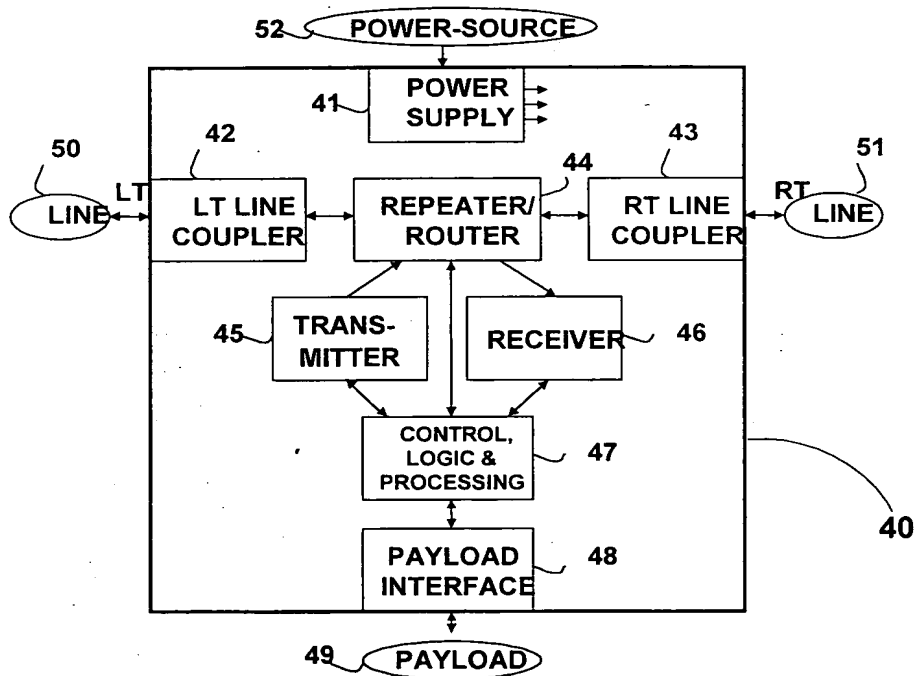 52 POWER-SOURCE
41 POWER
SUPPLY
42
43
50
44
51
LT
RT
LINE
LT LINE
COUPLER
REPEATER/
ROUTER
RT LINE
COUPLER
LINE
45 TRANS-
MITTER
RECEIVER 46
CONTROL,
LOGIC &
PROCESSING
47
40
PAYLOAD
INTERFACE
48
49 PAYLOAD